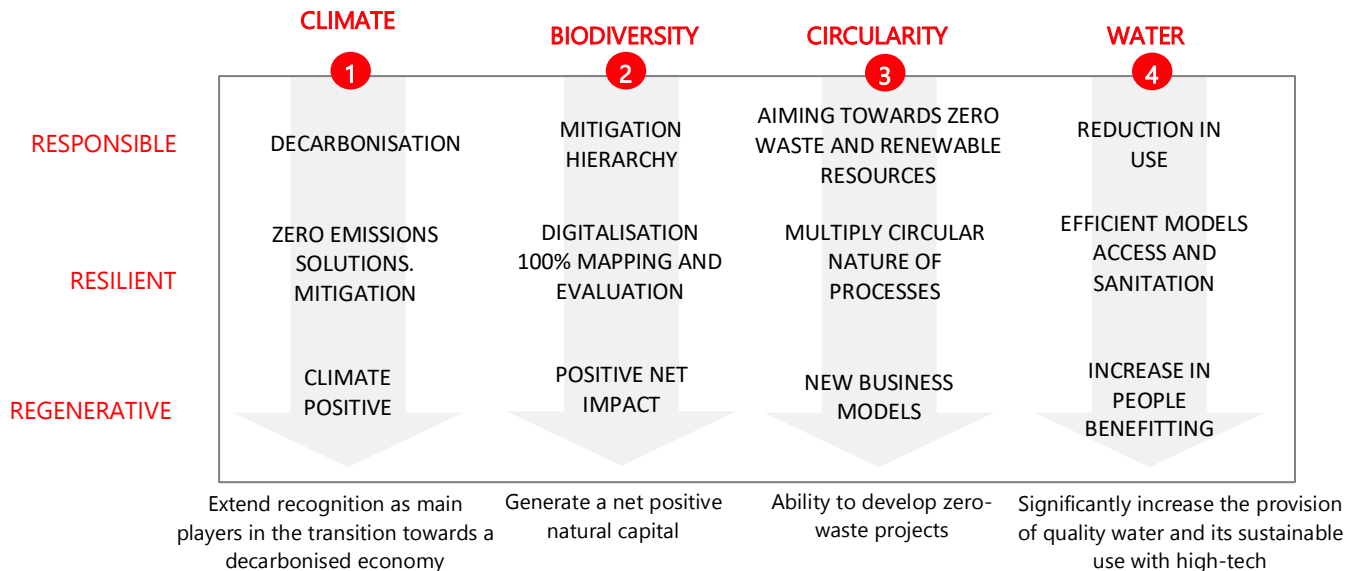 CLIMATE
BIODIVERSITY
CIRCULARITY
WATER
1
2
3
4
RESPONSIBLE
DECARBONISATION
MITIGATION
HIERARCHY
AIMING TOWARDS ZERO
WASTE AND RENEWABLE
RESOURCES
REDUCTION IN
USE
RESILIENT
ZERO EMISSIONS
SOLUTIONS.
MITIGATION
DIGITALISATION
100% MAPPING AND
EVALUATION
MULTIPLY CIRCULAR
NATURE OF
PROCESSES
EFFICIENT MODELS
ACCESS AND
SANITATION
REGENERATIVE
CLIMATE
POSITIVE
POSITIVE NET
IMPACT
NEW BUSINESS
MODELS
INCREASE IN
PEOPLE
BENEFITTING
Extend recognition as main
players in the transition towards a
decarbonised economy
Generate a net positive
natural capital
Ability to develop zero-
waste projects
Significantly increase the provision
of quality water and its sustainable
use with high-tech